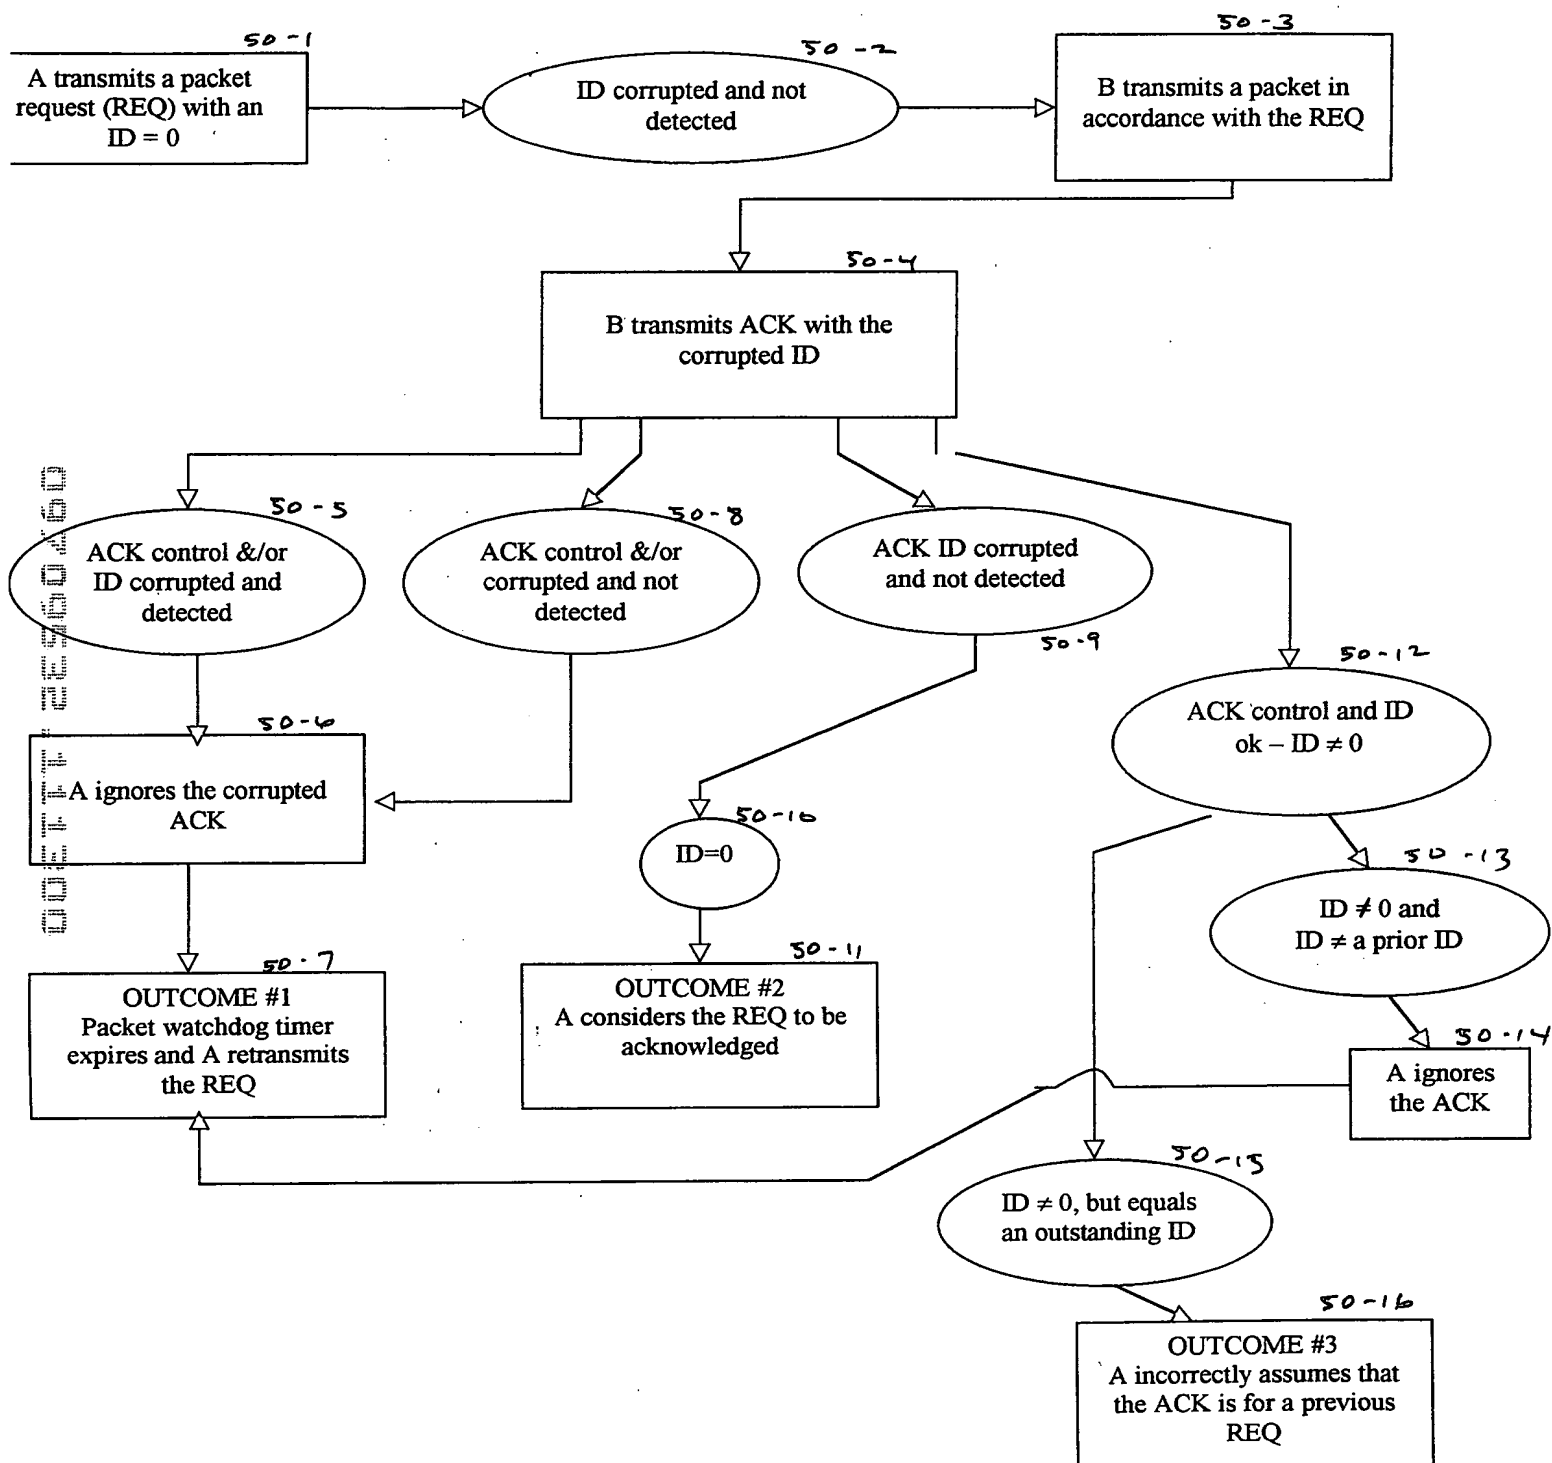 50-1
A transmits a packet
request (REQ) with an
ID = 0
50-2
ID corrupted and not
detected
50-3
B transmits a packet in
accordance with the REQ
50-4
B transmits ACK with the
corrupted ID
50-5
ACK control &/or
ID corrupted and
detected
50-8
ACK control &/or
corrupted and not
detected
ACK ID corrupted
and not detected
50-9
50-12
ACK control and ID
ok – ID ≠ 0
50-6
A ignores the corrupted
ACK
50-10
ID=0
50-13
ID ≠ 0 and
ID ≠ a prior ID
50-7
OUTCOME #1
Packet watchdog timer
expires and A retransmits
the REQ
50-11
OUTCOME #2
A considers the REQ to be
acknowledged
50-14
A ignores
the ACK
50-15
ID ≠ 0, but equals
an outstanding ID
50-16
OUTCOME #3
A incorrectly assumes that
the ACK is for a previous
REQ